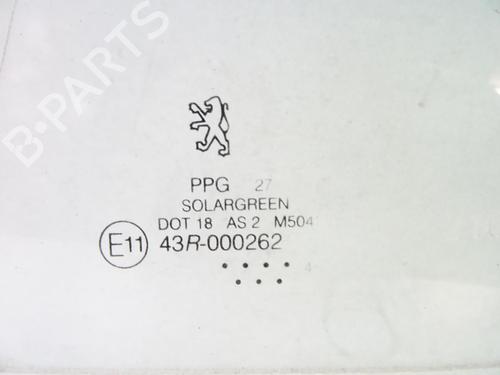 B-PARTS
PPG 27
SOLARGREEN
DOT 18 AS 2 M504
E11 43R-000262
.... 4
...